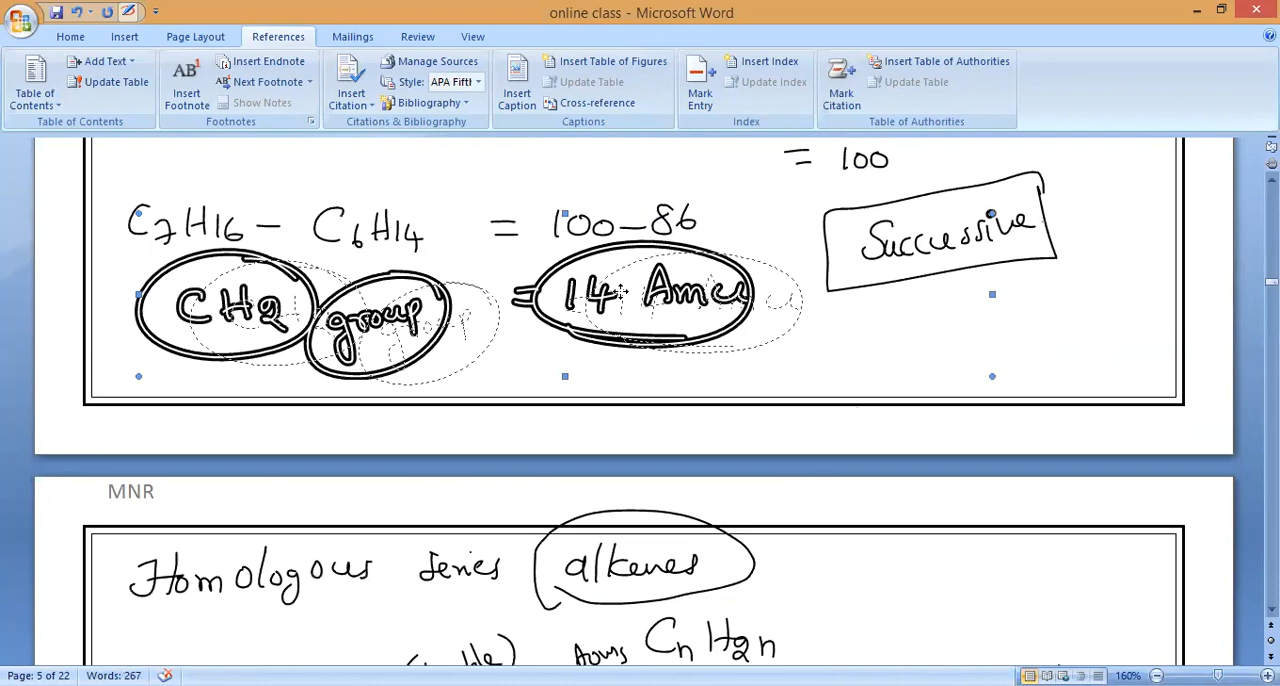 online class - Microsoft Word
Home Insert Page Layout References Mailings Review View
Table of Contents
Add Text
Update Table
Table of Contents
AB1
Insert Footnote
Insert Endnote
Next Footnote
Show Notes
Footnotes
Insert Citation
Manage Sources
Style: APA Fifth
Bibliography
Citations & Bibliography
Insert Caption
Insert Table of Figures
Update Table
Cross-reference
Captions
Mark Entry
Insert Index
Update Index
Index
Mark Citation
Insert Table of Authorities
Update Table
Table of Authorities
= 100
C7H16 - C6H14 = 100-86
Successive
CH2 group = 14 Amu
MNR
Homologous series alkenes
CnH2n
Page: 5 of 22 Words: 267 160%